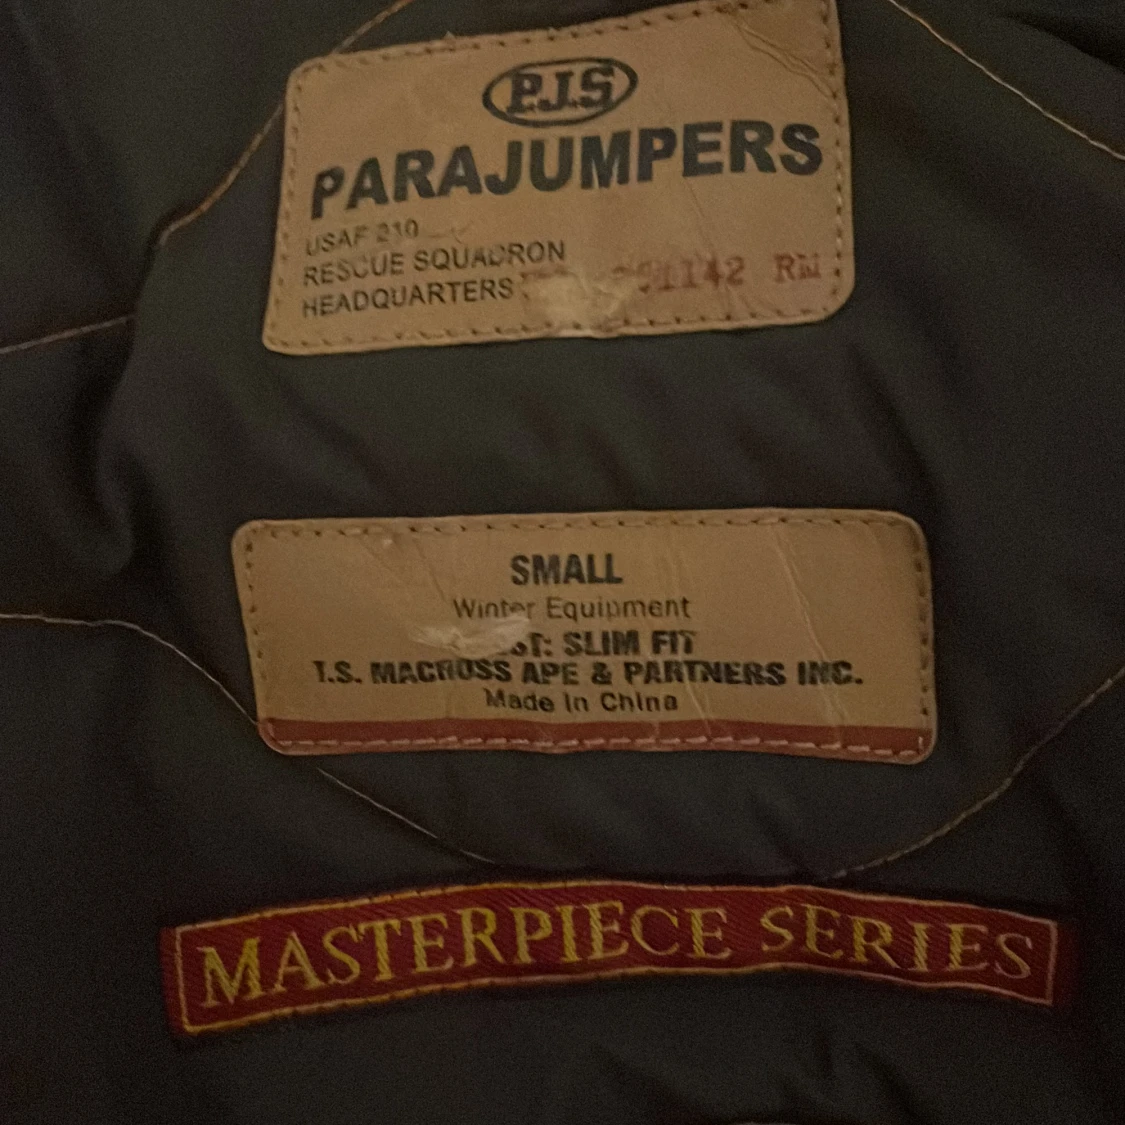 P.J.S
PARAJUMPERS
USAF 210
RESCUE SQUADRON
HEADQUARTERS 1142 RM
SMALL
Winter Equipment
SLIM FIT
T.S. MACROSS APE & PARTNERS INC.
Made in China
MASTERPIECE SERIES